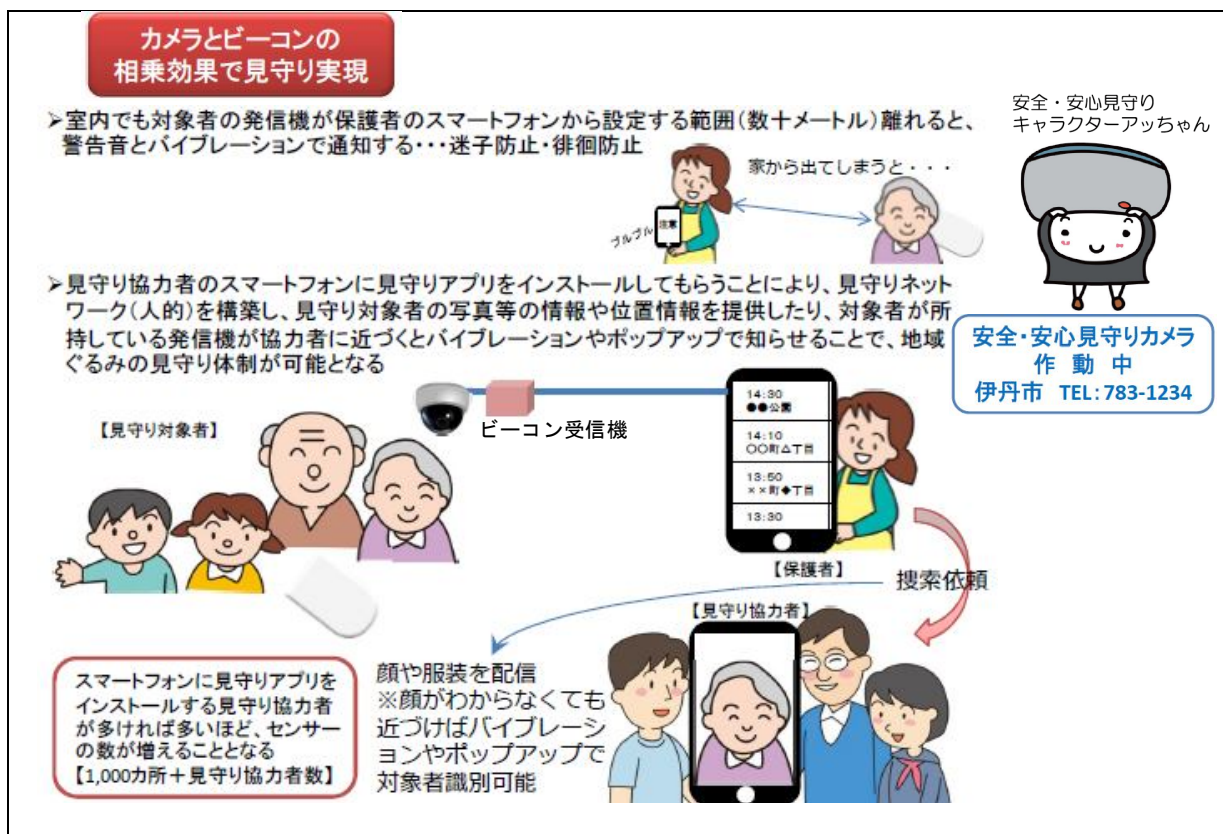 カメラとビーコンの
相乗効果で見守り実現
➢室内でも対象者の発信機が保護者のスマートフォンから設定する範囲(数十メートル)離れると、
警告音とバイブレーションで通知する・・・迷子防止・徘徊防止
家から出てしまうと・・・
ブルブル
注意
安全・安心見守り
キャラクターアッちゃん
➢見守り協力者のスマートフォンに見守りアプリをインストールしてもらうことにより、見守りネット
ワーク(人的)を構築し、見守り対象者の写真等の情報や位置情報を提供したり、対象者が所
持している発信機が協力者に近づくとバイブレーションやポップアップで知らせることで、地域
ぐるみの見守り体制が可能となる
安全・安心見守りカメラ
作 動 中
伊丹市 TEL:783-1234
【見守り対象者】
ビーコン受信機
14:30
●●公園
14:10
○○町△丁目
13:50
××町◆丁目
13:30
【保護者】
捜索依頼
【見守り協力者】
スマートフォンに見守りアプリを
インストールする見守り協力者
が多ければ多いほど、センサー
の数が増えることとなる
【1,000カ所+見守り協力者数】
顔や服装を配信
※顔がわからなくても
近づけばバイブレーシ
ョンやポップアップで
対象者識別可能